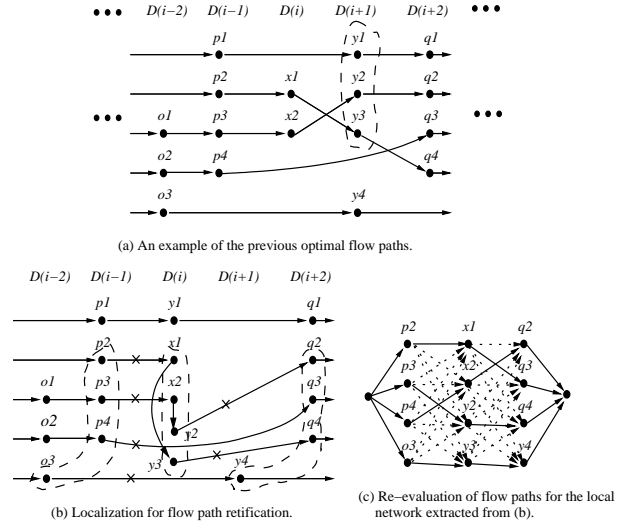 D(i-2) D(i-1) D(i) D(i+1) D(i+2)
p1 y1 q1
p2 x1 y2 q2
o1 p3 x2 y3 q3
o2 p4 q4
o3 y4
(a) An example of the previous optimal flow paths.
D(i-2) D(i-1) D(i) D(i+1) D(i+2)
p1 y1 q1
p2 x1 q2
o1 p3 x2 q3
o2 p4 y2 q4
o3 y3 y4
(b) Localization for flow path retification.
p2 x1 q2
p3 x2 q3
p4 y2 q4
o3 y3 y4
(c) Re-evaluation of flow paths for the local
network extracted from (b).